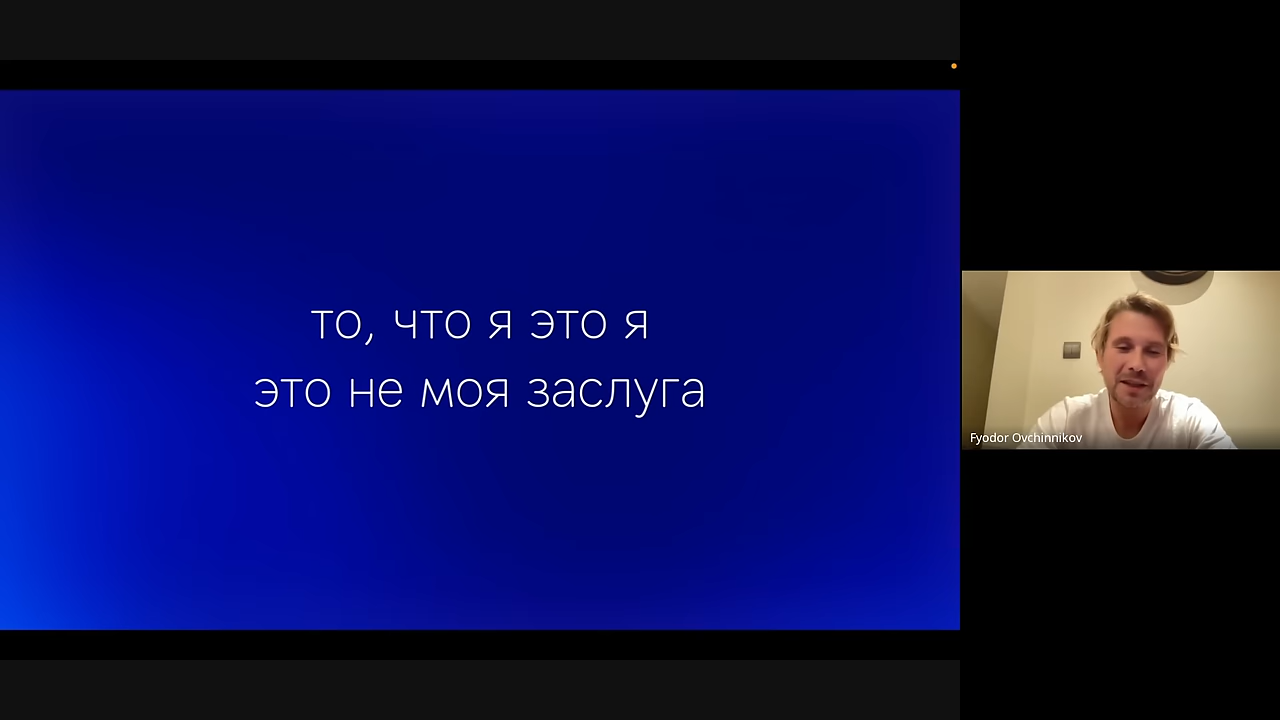 то, что я это я
это не моя заслуга
Fyodor Ovchinnikov